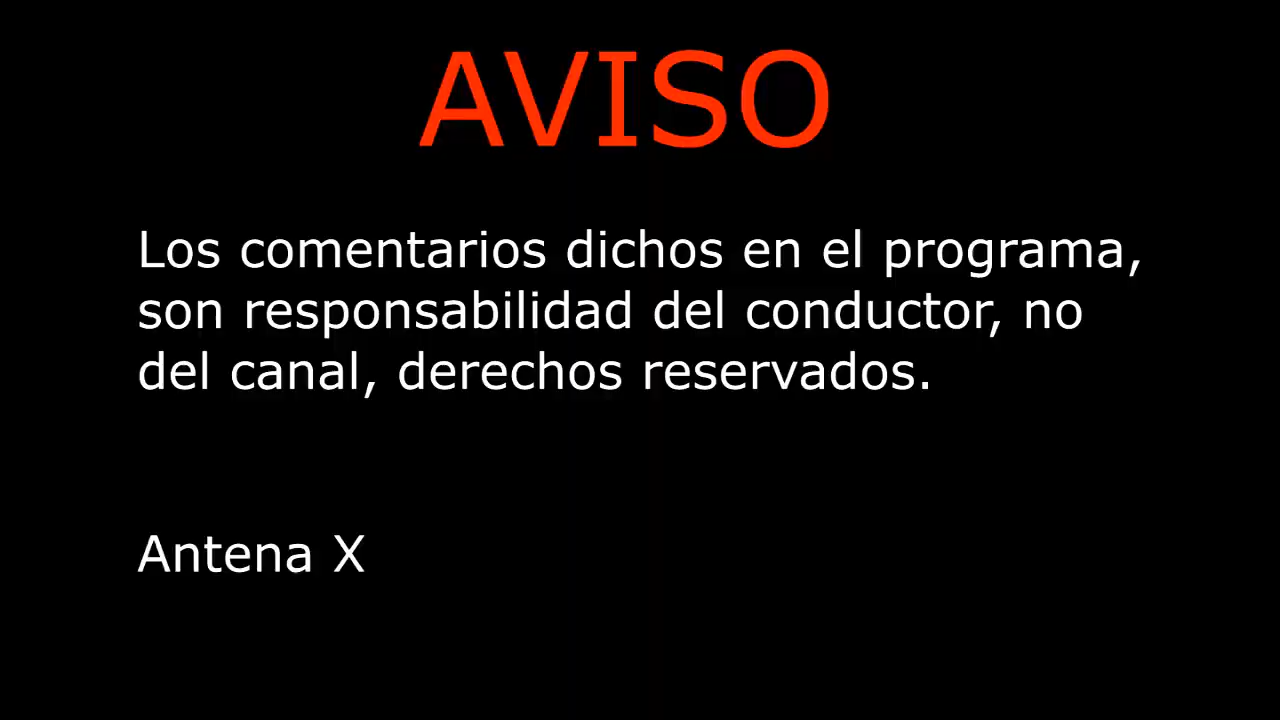 AVISO
Los comentarios dichos en el programa,
son responsabilidad del conductor, no
del canal, derechos reservados.
Antena X